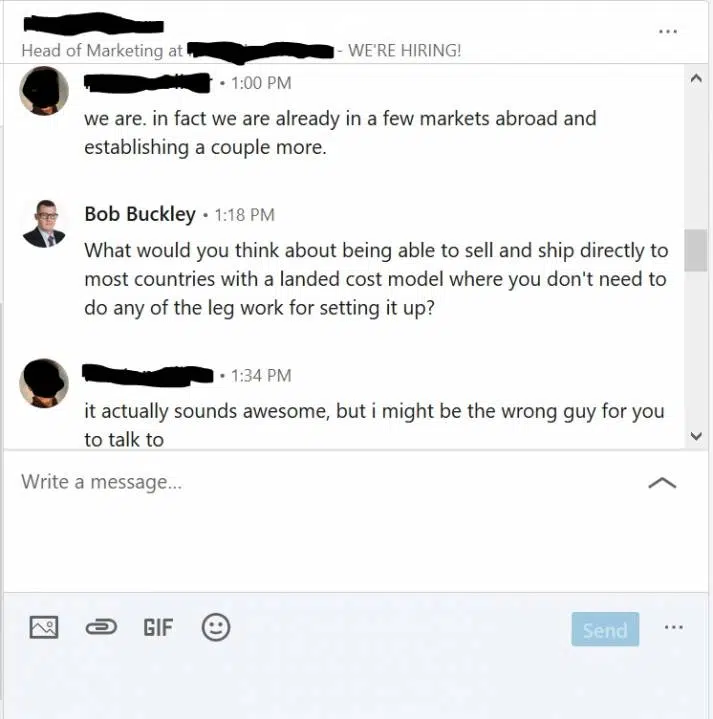 Head of Marketing at - WE'RE HIRING!
• 1:00 PM
we are. in fact we are already in a few markets abroad and
establishing a couple more.
Bob Buckley • 1:18 PM
What would you think about being able to sell and ship directly to
most countries with a landed cost model where you don't need to
do any of the leg work for setting it up?
• 1:34 PM
it actually sounds awesome, but i might be the wrong guy for you
to talk to
Write a message...
GIF
Send